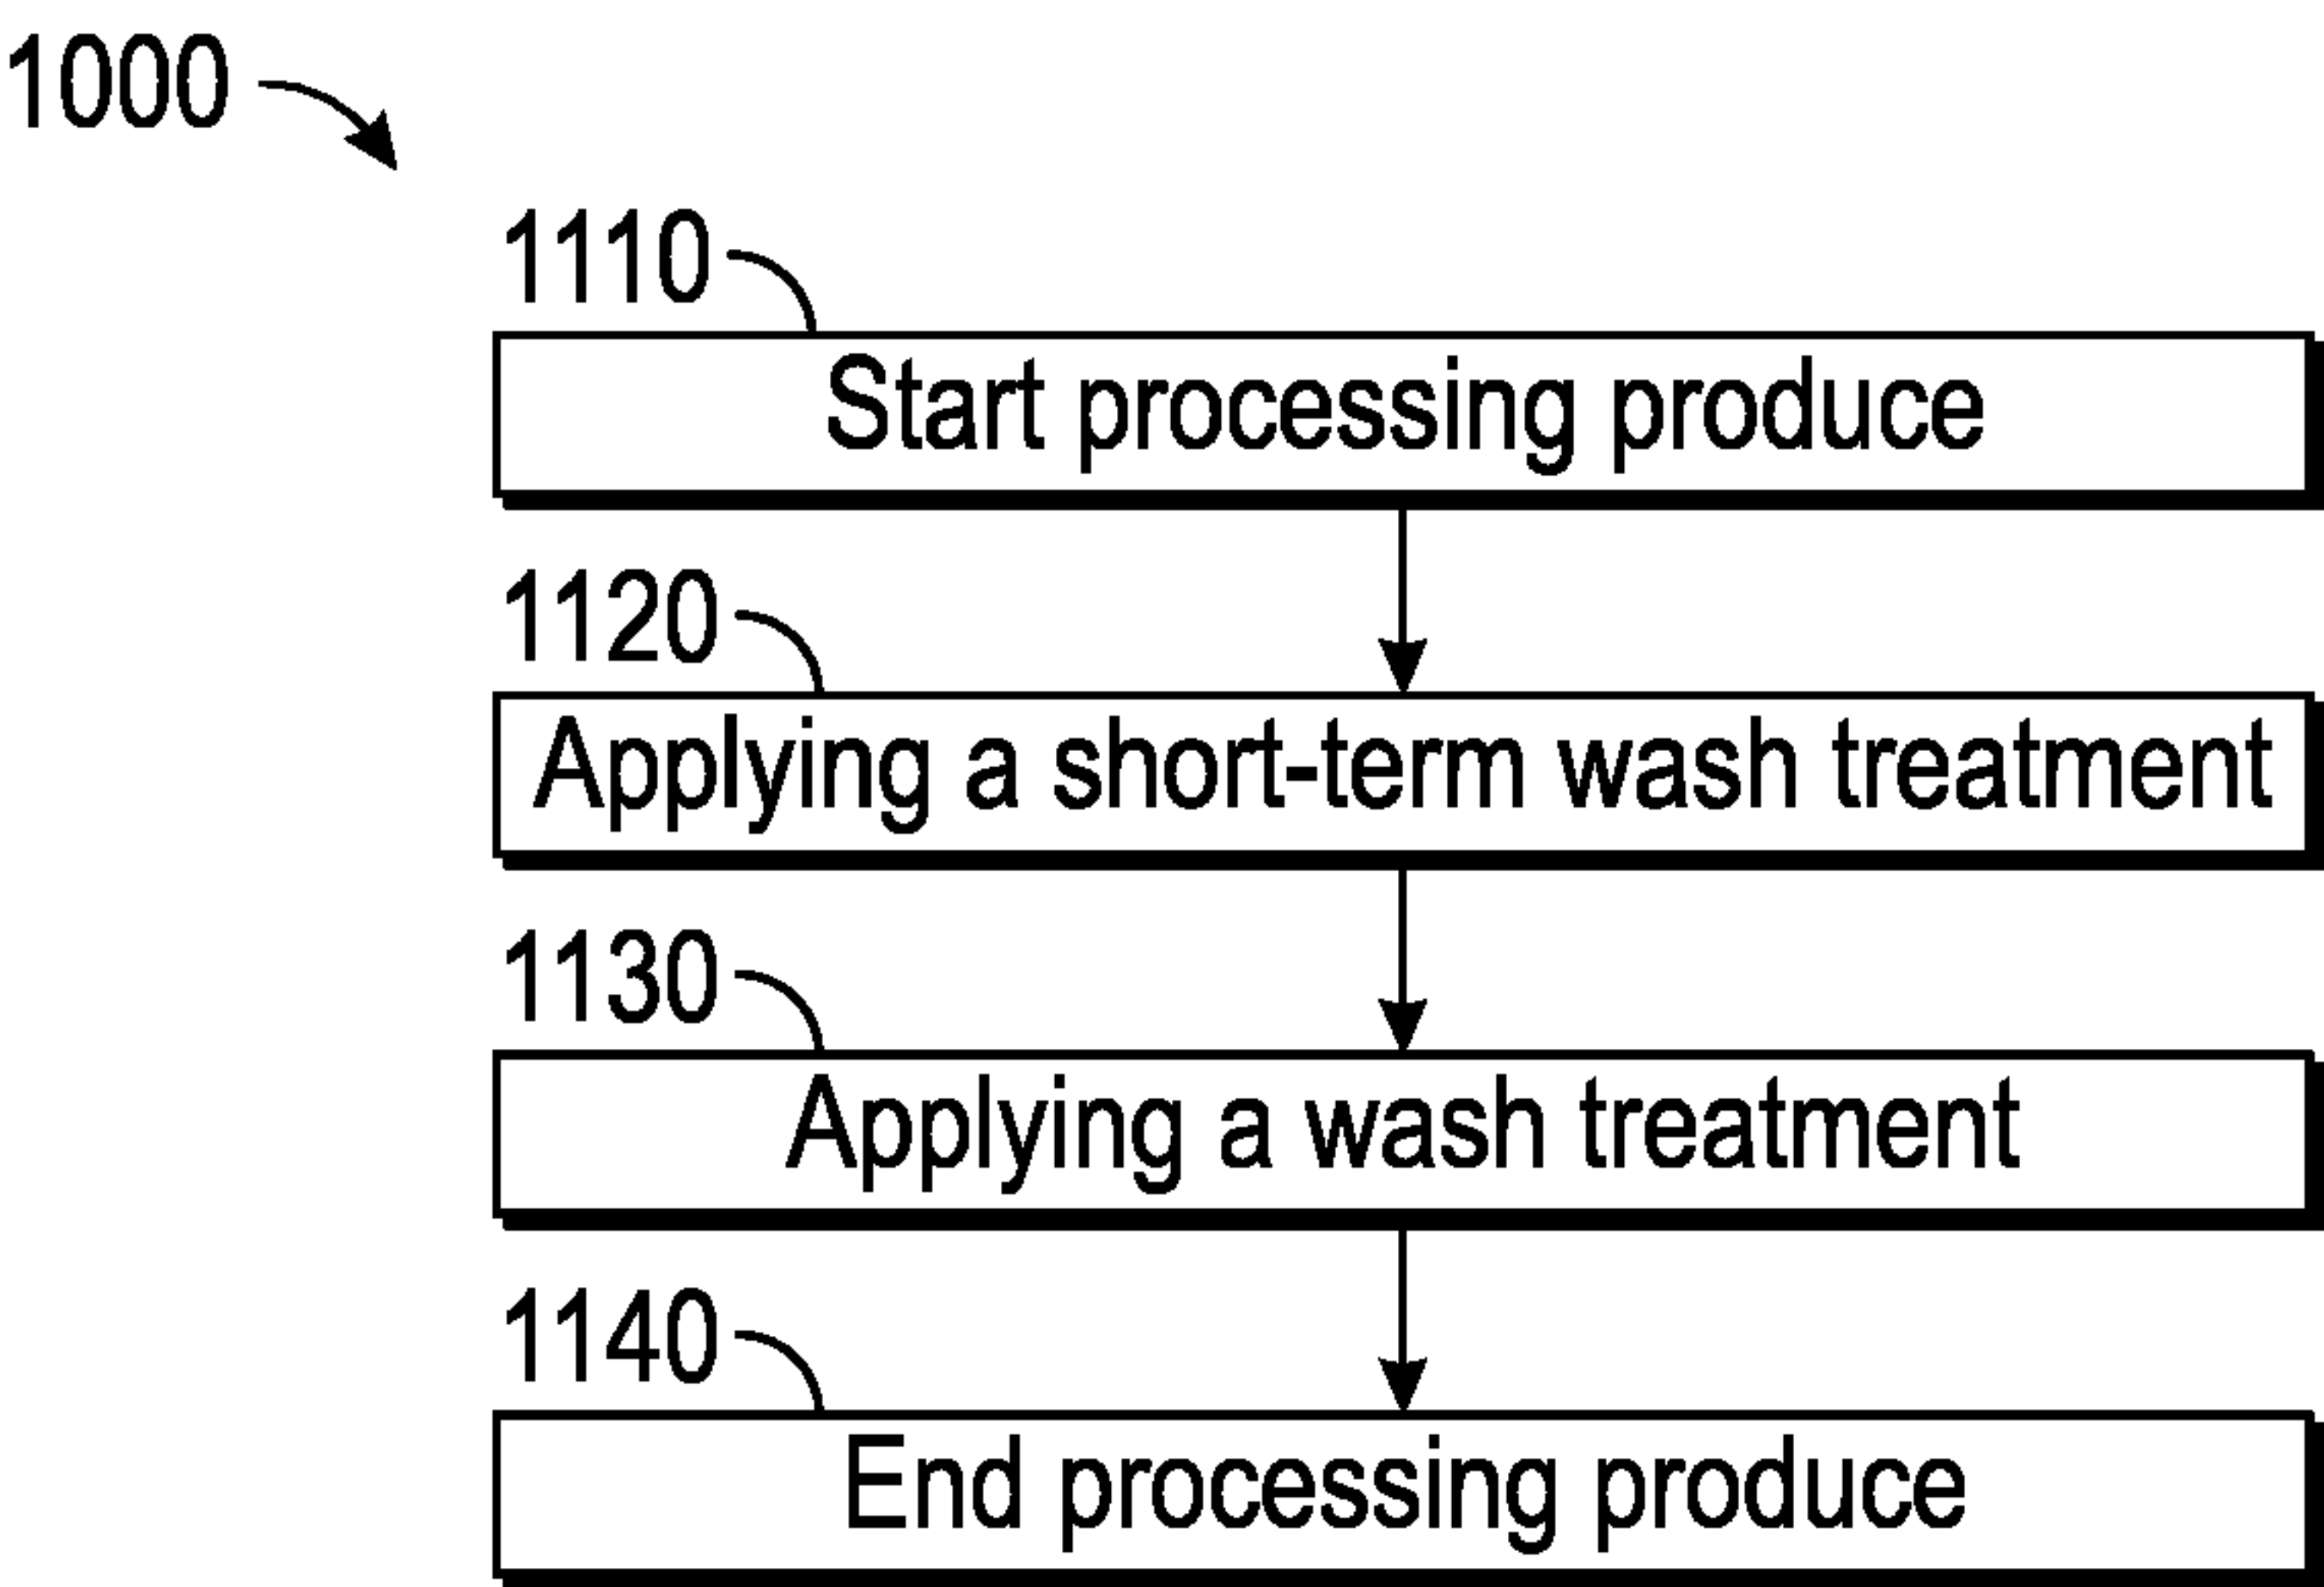 1000
1110
Start processing produce
1120
Applying a short-term wash treatment
1130
Applying a wash treatment
1140
End processing produce